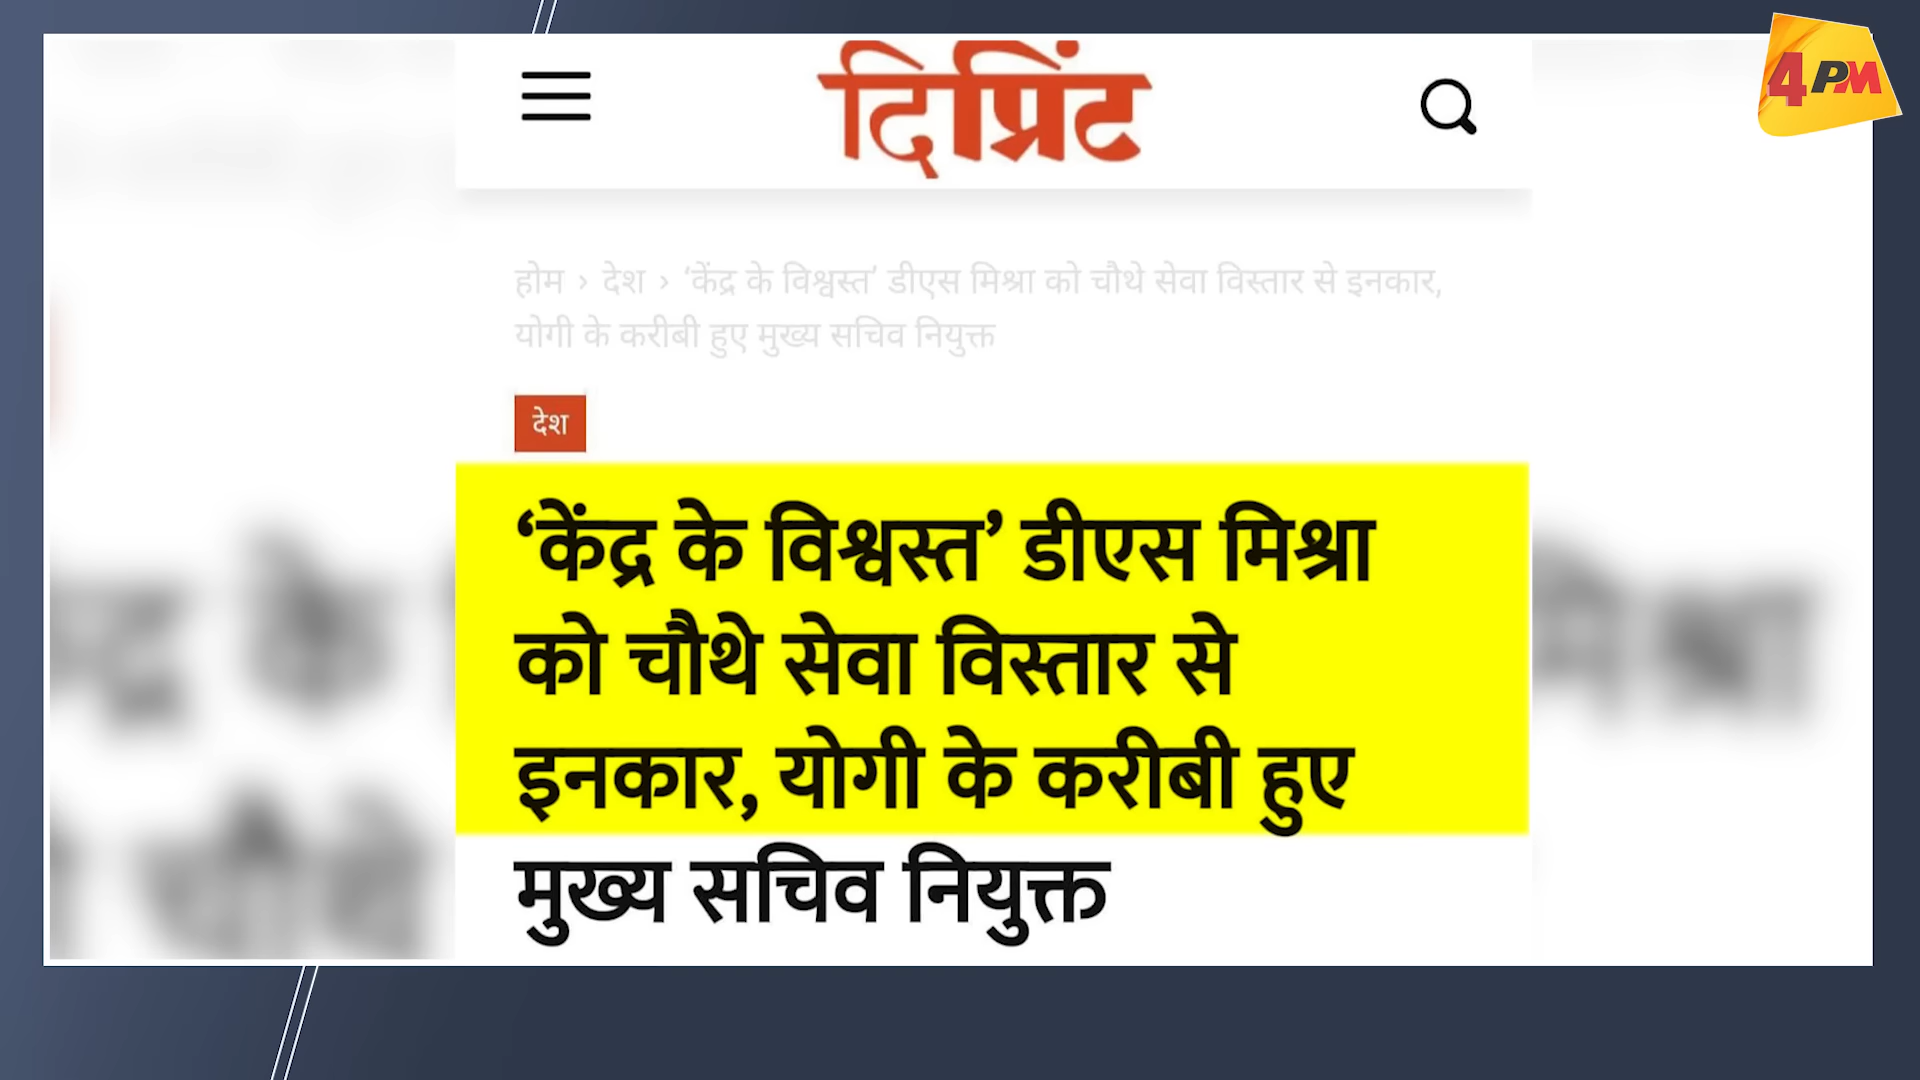 4PM
दिप्रिंट
होम › देश › ‘केंद्र के विश्वस्त’ डीएस मिश्रा को चौथे सेवा विस्तार से इनकार,
योगी के करीबी हुए मुख्य सचिव नियुक्त
देश
‘केंद्र के विश्वस्त’ डीएस मिश्रा
को चौथे सेवा विस्तार से
इनकार, योगी के करीबी हुए
मुख्य सचिव नियुक्त